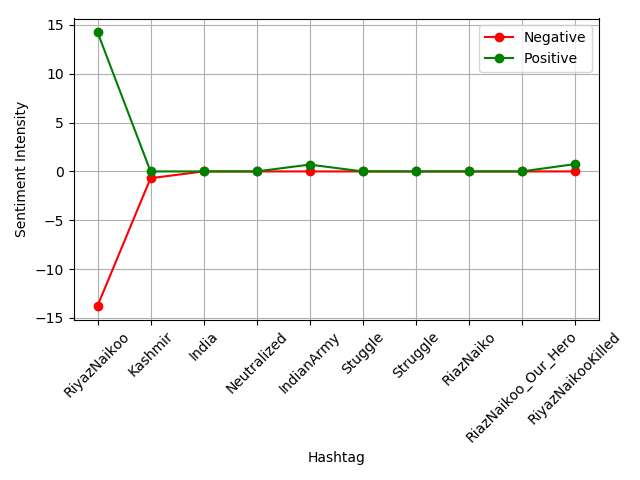 15
10
5
0
−5
−10
−15
Sentiment Intensity
Negative
Positive
RiyazNaikoo
Kashmir
India
Neutralized
IndianArmy
Stuggle
Struggle
RiazNaiko
RiazNaikoo_Our_Hero
RiyazNaikooKilled
Hashtag